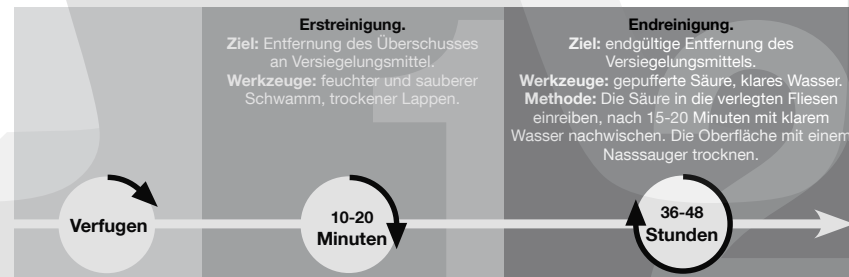 Erstreinigung.
Ziel: Entfernung des Überschusses
an Versiegelungsmittel.
Werkzeuge: feuchter und sauberer
Schwamm, trockener Lappen.
Endreinigung.
Ziel: endgültige Entfernung des
Versiegelungsmittels.
Werkzeuge: gepufferte Säure, klares Wasser.
Methode: Die Säure in die verlegten Fliesen
einreiben, nach 15-20 Minuten mit klarem
Wasser nachwischen. Die Oberfläche mit einem
Nasssauger trocknen.
Verfugen
10-20
Minuten
36-48
Stunden
1
2